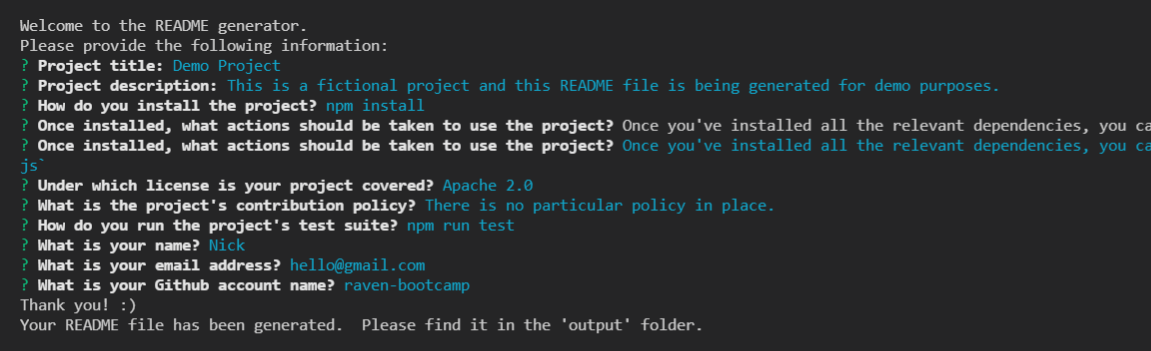 Welcome to the README generator.
Please provide the following information:
? Project title: Demo Project
? Project description: This is a fictional project and this README file is being generated for demo purposes.
? How do you install the project? npm install
? Once installed, what actions should be taken to use the project? Once you've installed all the relevant dependencies, you ca
? Once installed, what actions should be taken to use the project? Once you've installed all the relevant dependencies, you ca
js`
? Under which license is your project covered? Apache 2.0
? What is the project's contribution policy? There is no particular policy in place.
? How do you run the project's test suite? npm run test
? What is your name? Nick
? What is your email address? hello@gmail.com
? What is your Github account name? raven-bootcamp
Thank you! :)
Your README file has been generated.  Please find it in the 'output' folder.